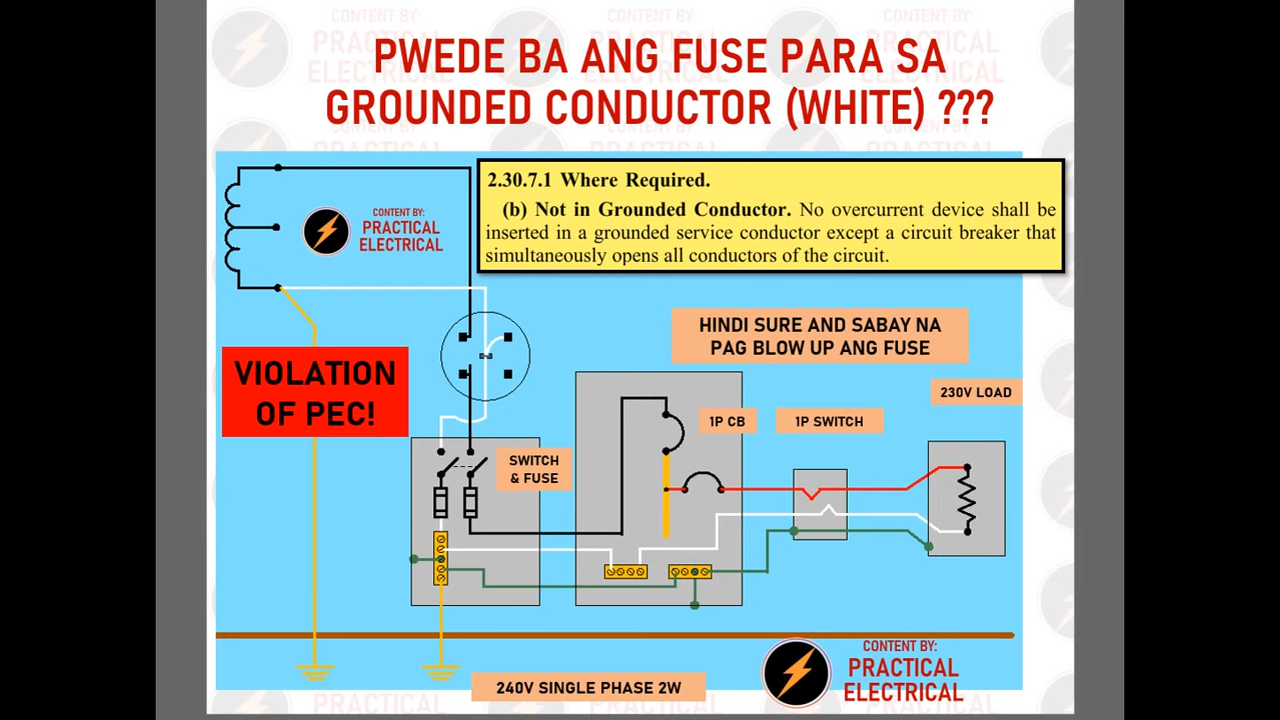 PWEDE BA ANG FUSE PARA SA
GROUNDED CONDUCTOR (WHITE) ???
2.30.7.1 Where Required.
(b) Not in Grounded Conductor. No overcurrent device shall be
inserted in a grounded service conductor except a circuit breaker that
simultaneously opens all conductors of the circuit.
CONTENT BY:
PRACTICAL
ELECTRICAL
HINDI SURE AND SABAY NA
PAG BLOW UP ANG FUSE
VIOLATION
OF PEC!
230V LOAD
1P CB
1P SWITCH
SWITCH
& FUSE
240V SINGLE PHASE 2W
CONTENT BY:
PRACTICAL
ELECTRICAL